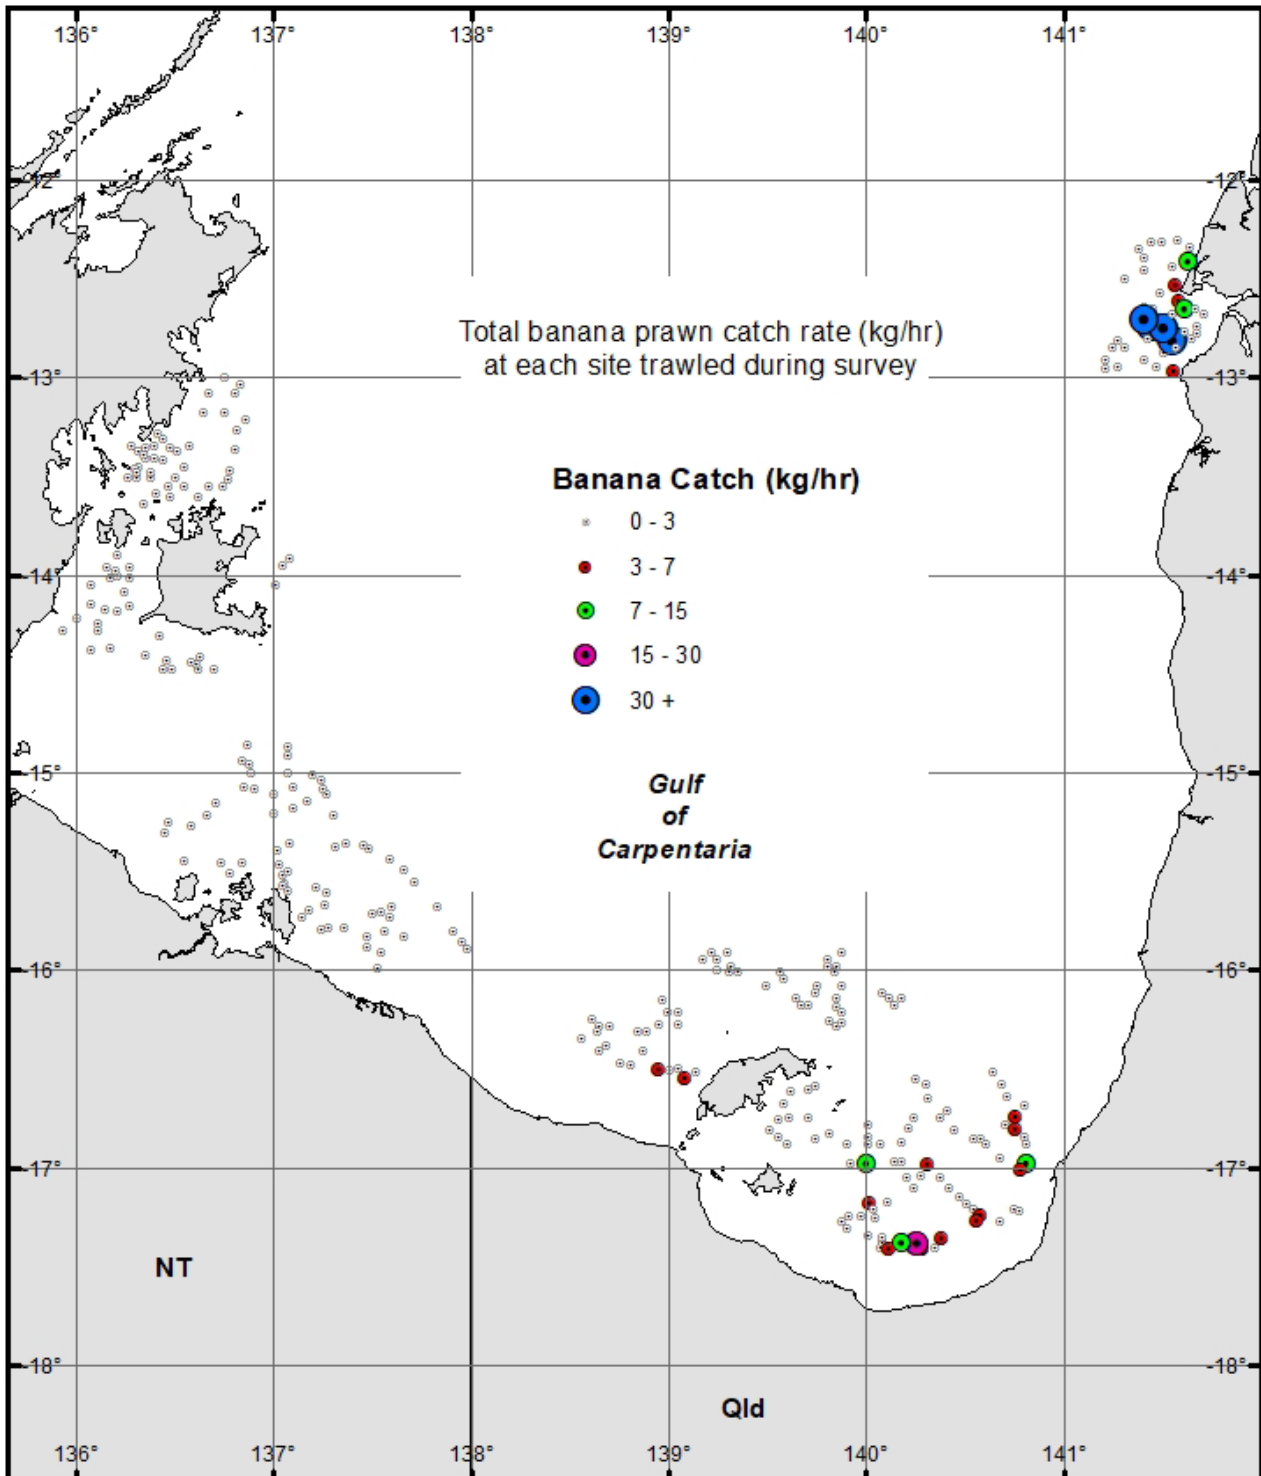 136° 137° 138° 139° 140° 141°
-12° -12°
Total banana prawn catch rate (kg/hr)
at each site trawled during survey
-13° -13°
Banana Catch (kg/hr)
0 - 3
3 - 7
-14° -14°
7 - 15
15 - 30
30 +
-15° -15°
Gulf
of
Carpentaria
-16° -16°
-17° -17°
NT
-18° -18°
Qld
136° 137° 138° 139° 140° 141°